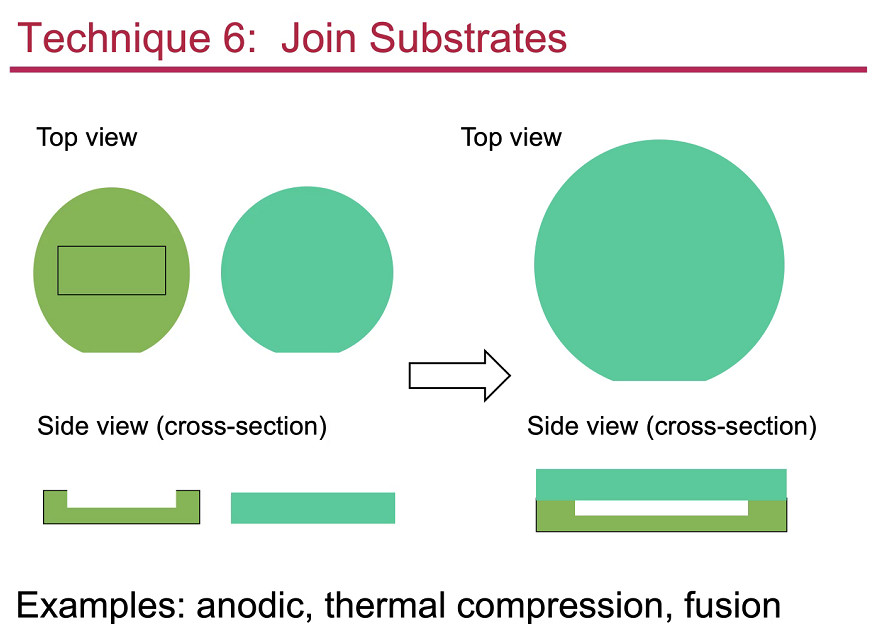 Technique 6:  Join Substrates
Top view
Top view
Side view (cross-section)
Side view (cross-section)
Examples: anodic, thermal compression, fusion